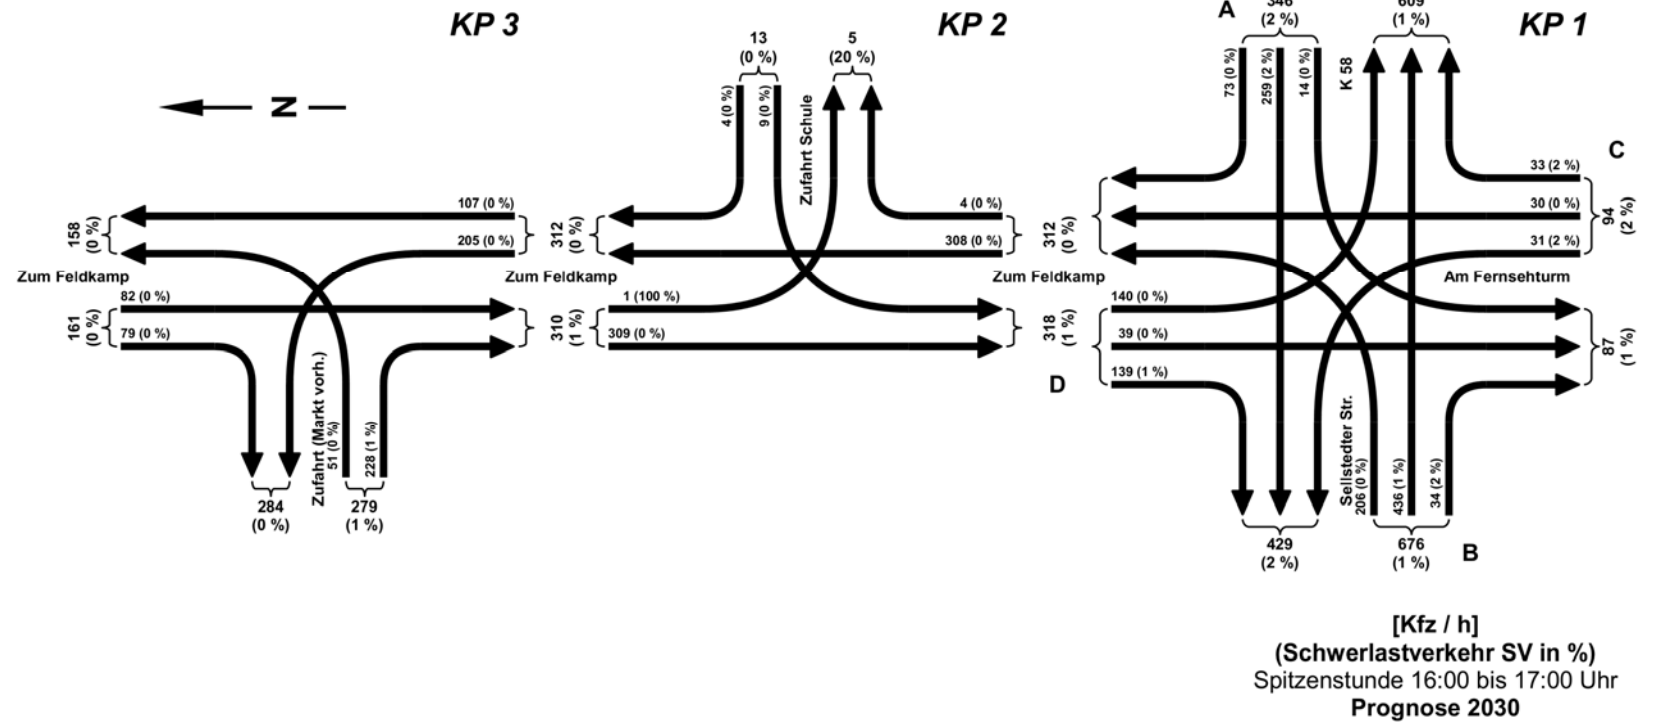 KP 3
N
107 (0 %)
205 (0 %)
158
(0 %)
Zum Feldkamp
161
(0 %)
82 (0 %)
79 (0 %)
Zufahrt (Markt vorh.)
51 (0 %)
228 (1 %)
284
(0 %)
279
(1 %)
KP 2
13
(0 %)
5
(20 %)
4 (0 %)
9 (0 %)
Zufahrt Schule
4 (0 %)
308 (0 %)
312
(0 %)
Zum Feldkamp
310
(1 %)
1 (100 %)
309 (0 %)
KP 1
A
346
(2 %)
609
(1 %)
73 (0 %)
259 (2 %)
14 (0 %)
K 58
C
33 (2 %)
30 (0 %)
31 (2 %)
94
(2 %)
312
(0 %)
Zum Feldkamp
Am Fernsehturm
318
(1 %)
140 (0 %)
39 (0 %)
139 (1 %)
87
(1 %)
D
Sellstedter Str.
206 (0 %)
436 (1 %)
34 (2 %)
429
(2 %)
676
(1 %)
B
[Kfz / h]
(Schwerlastverkehr SV in %)
Spitzenstunde 16:00 bis 17:00 Uhr
Prognose 2030